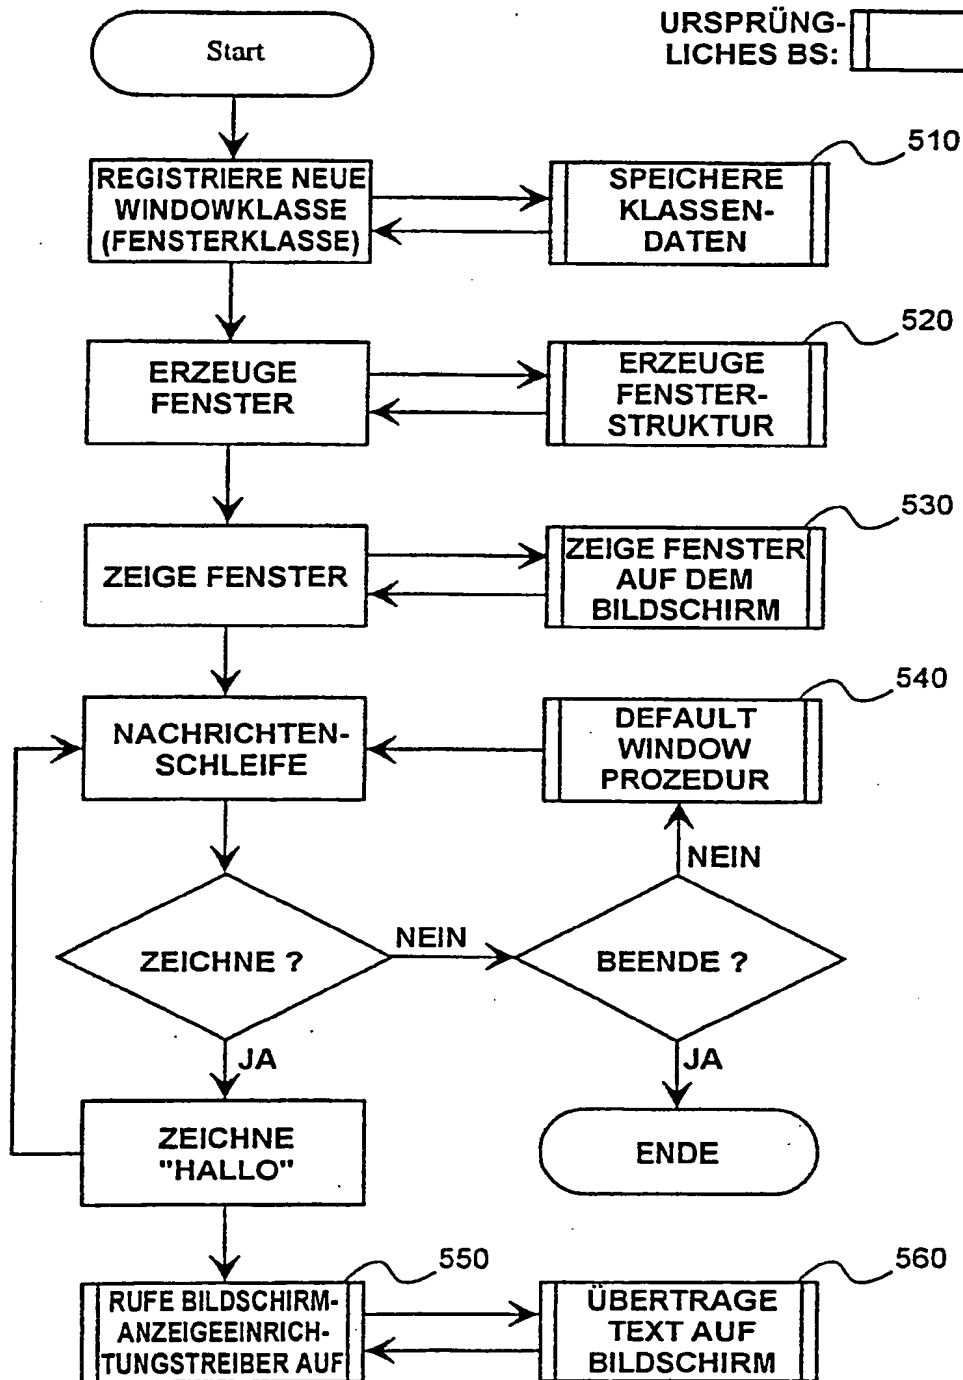 Start
URSPRÜNG-
LICHES BS:
510
REGISTRIERE NEUE
WINDOWKLASSE
(FENSTERKLASSE)
SPEICHERE
KLASSEN-
DATEN
520
ERZEUGE
FENSTER
ERZEUGE
FENSTER-
STRUKTUR
530
ZEIGE FENSTER
ZEIGE FENSTER
AUF DEM
BILDSCHIRM
540
NACHRICHTEN-
SCHLEIFE
DEFAULT
WINDOW
PROZEDUR
NEIN
ZEICHNE ?
NEIN
BEENDE ?
JA
JA
ZEICHNE
"HALLO"
ENDE
550
560
RUFE BILDSCHIRM-
ANZEIGEEINRICH-
TUNGSTREIBER AUF
ÜBERTRAGE
TEXT AUF
BILDSCHIRM